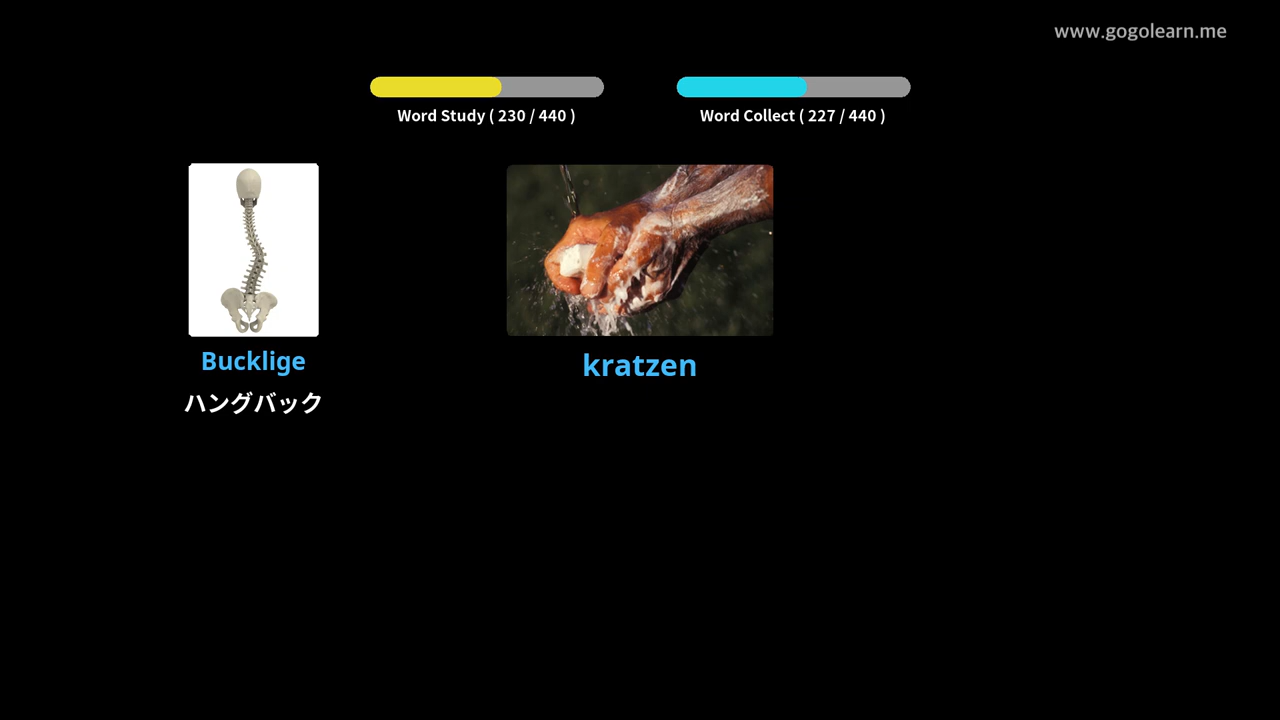 www.gogolearn.me
Word Study ( 230 / 440 )
Word Collect ( 227 / 440 )
Bucklige
kratzen
ハングバック